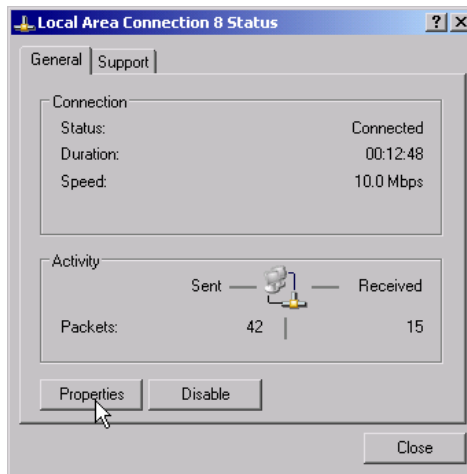 Local Area Connection 8 Status
General Support
Connection
Status: Connected
Duration: 00:12:48
Speed: 10.0 Mbps
Activity
Sent Received
Packets: 42 15
Properties Disable
Close